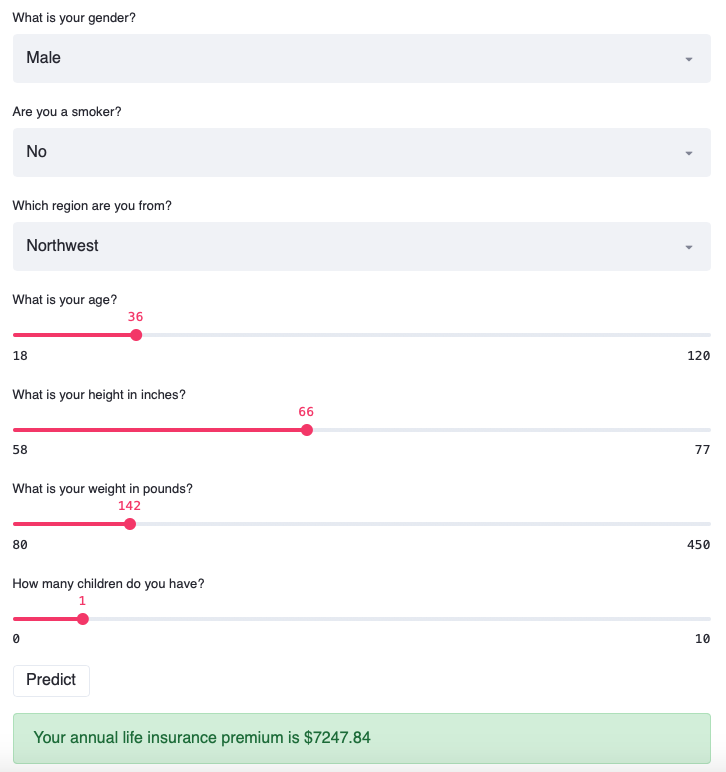 What is your gender?
Male
Are you a smoker?
No
Which region are you from?
Northwest
What is your age?
36
18 120
What is your height in inches?
66
58 77
What is your weight in pounds?
142
80 450
How many children do you have?
1
0 10
Predict
Your annual life insurance premium is $7247.84